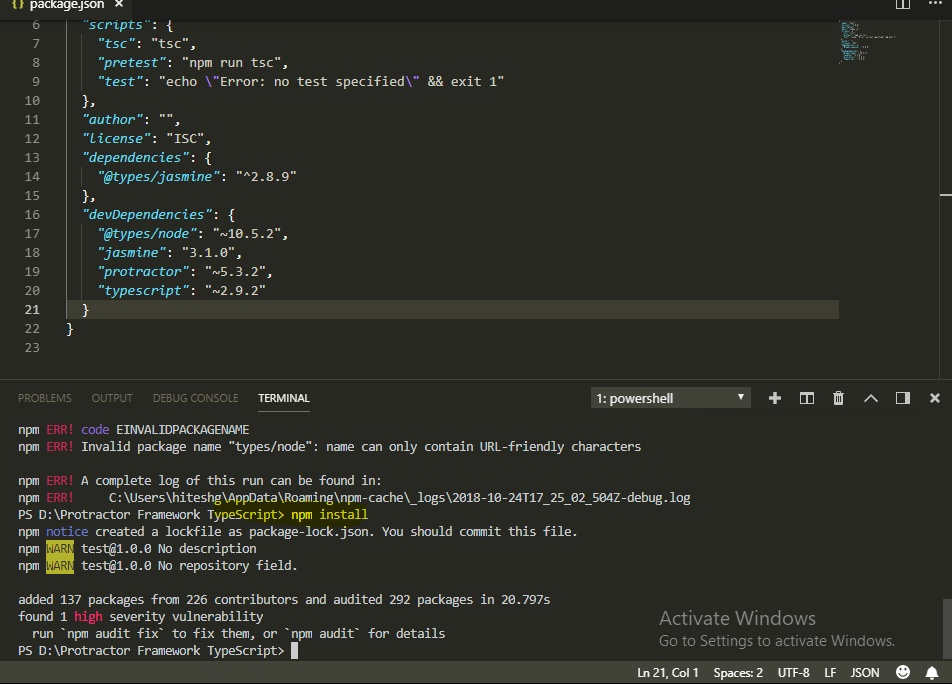 {} package.json ×
6 "scripts": {
7 "tsc": "tsc",
8 "pretest": "npm run tsc",
9 "test": "echo \"Error: no test specified\" && exit 1"
10 },
11 "author": "",
12 "license": "ISC",
13 "dependencies": {
14 "@types/jasmine": "^2.8.9"
15 },
16 "devDependencies": {
17 "@types/node": "~10.5.2",
18 "jasmine": "3.1.0",
19 "protractor": "~5.3.2",
20 "typescript": "~2.9.2"
21 }
22 }
23
PROBLEMS OUTPUT DEBUG CONSOLE TERMINAL 1: powershell
npm ERR! code EINVALIDPACKAGENAME
npm ERR! Invalid package name "types/node": name can only contain URL-friendly characters
npm ERR! A complete log of this run can be found in:
npm ERR! C:\Users\hiteshg\AppData\Roaming\npm-cache\_logs\2018-10-24T17_25_02_504Z-debug.log
PS D:\Protractor Framework TypeScript> npm install
npm notice created a lockfile as package-lock.json. You should commit this file.
npm WARN test@1.0.0 No description
npm WARN test@1.0.0 No repository field.
added 137 packages from 226 contributors and audited 292 packages in 20.797s
found 1 high severity vulnerability
run `npm audit fix` to fix them, or `npm audit` for details
PS D:\Protractor Framework TypeScript>
Activate Windows
Go to Settings to activate Windows.
Ln 21, Col 1 Spaces: 2 UTF-8 LF JSON